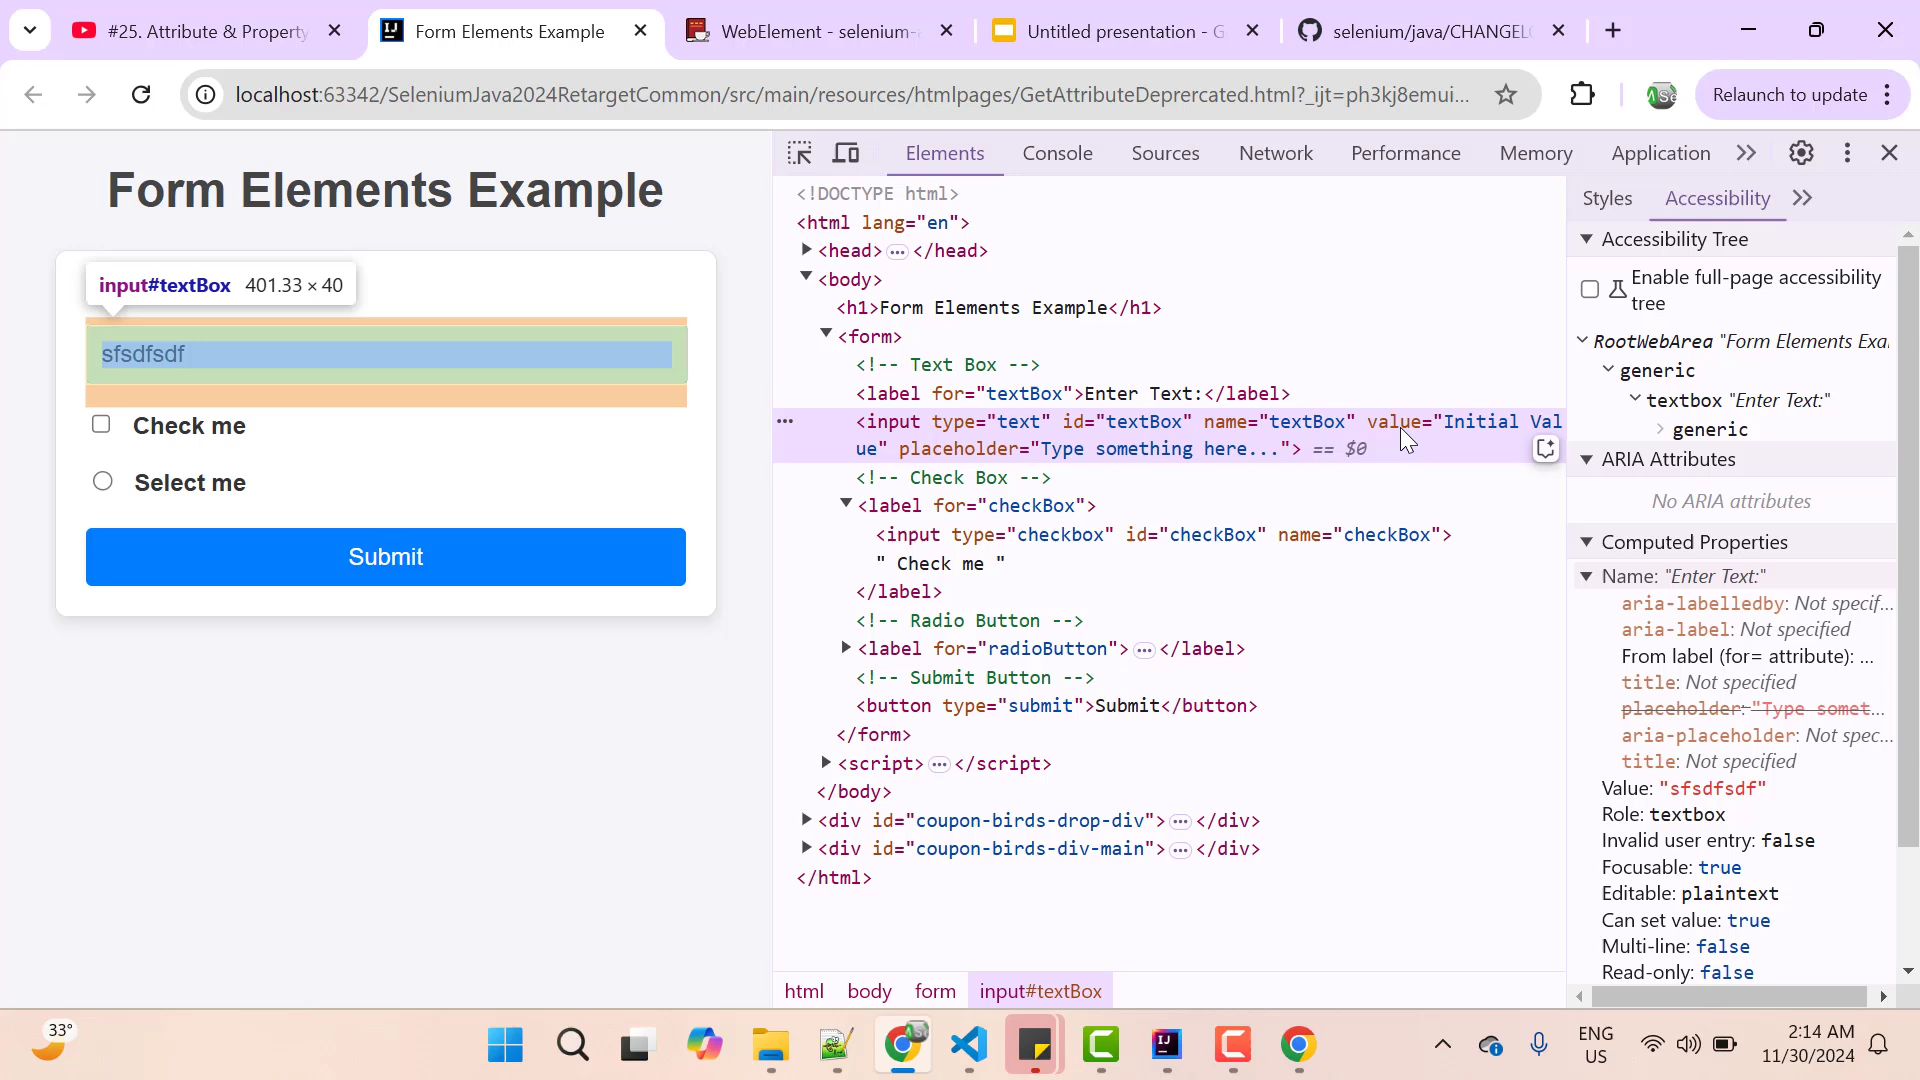 #25. Attribute & Property
Form Elements Example
WebElement - selenium-
Untitled presentation - G
selenium/java/CHANGEL
localhost:63342/SeleniumJava2024RetargetCommon/src/main/resources/htmlpages/GetAttributeDeprercated.html?_ijt=ph3kj8emui...
Relaunch to update
Form Elements Example
input#textBox 401.33 × 40
sfsdfsdf
Check me
Select me
Submit
Elements Console Sources Network Performance Memory Application
<!DOCTYPE html>
<html lang="en">
<head> ... </head>
<body>
<h1>Form Elements Example</h1>
<form>
<!-- Text Box -->
<label for="textBox">Enter Text:</label>
<input type="text" id="textBox" name="textBox" value="Initial Val
ue" placeholder="Type something here..."> == $0
<!-- Check Box -->
<label for="checkBox">
<input type="checkbox" id="checkBox" name="checkBox">
" Check me "
</label>
<!-- Radio Button -->
<label for="radioButton"> ... </label>
<!-- Submit Button -->
<button type="submit">Submit</button>
</form>
<script> ... </script>
</body>
<div id="coupon-birds-drop-div"> ... </div>
<div id="coupon-birds-div-main"> ... </div>
</html>
html body form input#textBox
Styles Accessibility
Accessibility Tree
Enable full-page accessibility
tree
RootWebArea "Form Elements Exa
generic
textbox "Enter Text:"
generic
ARIA Attributes
No ARIA attributes
Computed Properties
Name: "Enter Text:"
aria-labelledby: Not specif...
aria-label: Not specified
From label (for= attribute): ...
title: Not specified
placeholder: "Type somet...
aria-placeholder: Not spec...
title: Not specified
Value: "sfsdfsdf"
Role: textbox
Invalid user entry: false
Focusable: true
Editable: plaintext
Can set value: true
Multi-line: false
Read-only: false
33°
ENG
US
2:14 AM
11/30/2024